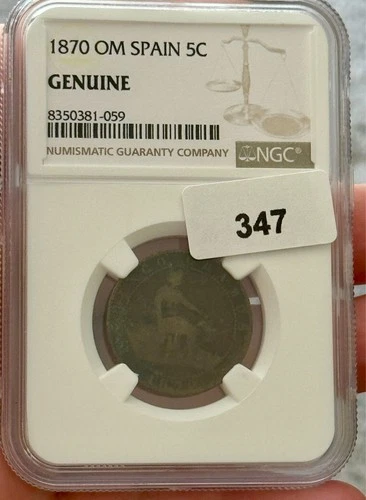 1870 OM SPAIN 5C
GENUINE
8350381-059
NUMISMATIC GUARANTY COMPANY NGC®
347